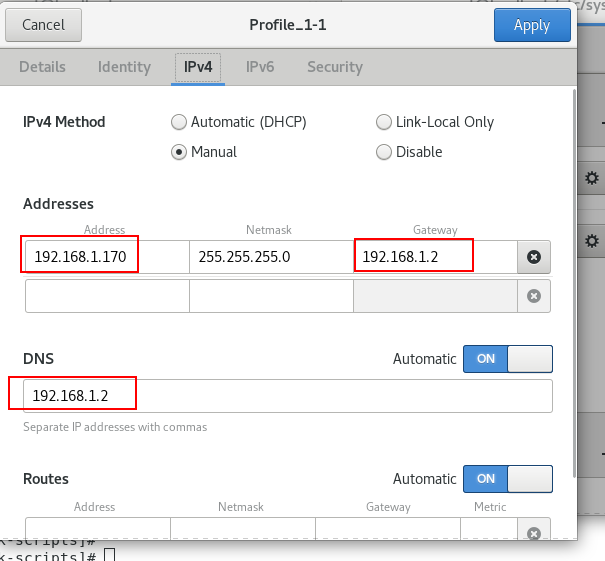 Cancel Profile_1-1 Apply
Details Identity IPv4 IPv6 Security
IPv4 Method Automatic (DHCP) Link-Local Only
Manual Disable
Addresses
Address Netmask Gateway
192.168.1.170 255.255.255.0 192.168.1.2
DNS Automatic ON
192.168.1.2
Separate IP addresses with commas
Routes Automatic ON
Address Netmask Gateway Metric
k-scripts]#
k-scripts]#